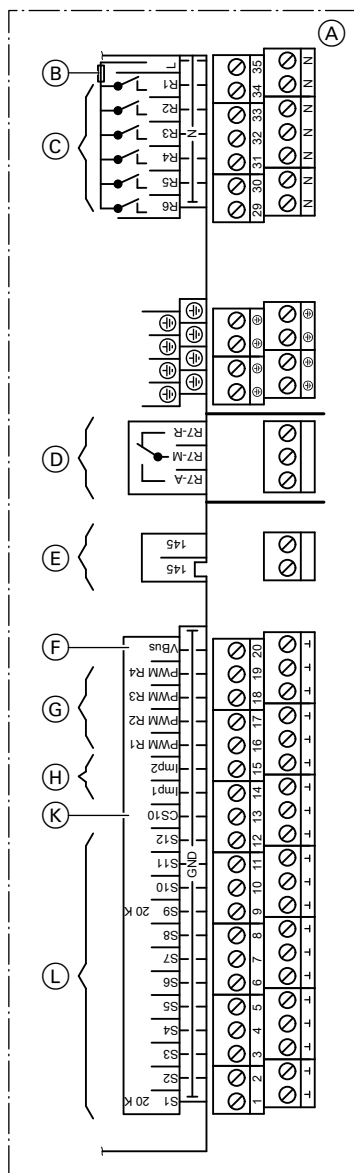 A
B
L 35 N
R1 34 N
C
R2 33 N
R3 N 32 N
R4 31 N
R5 30 N
R6 29 N
D
R7-R
R7-M
R7-A
E
145
145
F
VBus 20
G
PWM R4 19
PWM R3 18
PWM R2 17
PWM R1 16
H
Imp2 15
Imp1 14
K
CS10 13
L
S12 12
S11 GND 11
S10 10
20 K S9 9
S8 8
S7 7
S6 6
S5 5
S4 4
S3 3
S2 2
20 K S1 1